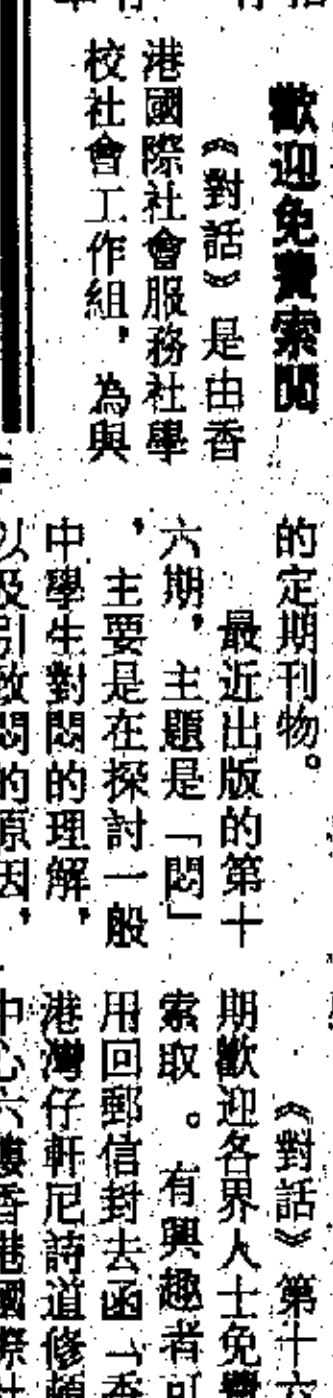 歡迎免費索閱
《對話》是由香
港國際社會服務社學
校社會工作組，為與
的定期刊物。
最近出版的第十
六期，主題是「悶」
，主要是在探討一般
中學生對悶的理解，
以及引致悶的原因，
《對話》第十六
期歡迎各界人士免費
索取。有興趣者可
用回郵信封去函「香
港灣仔軒尼詩道修頓
中心六樓香港國際社